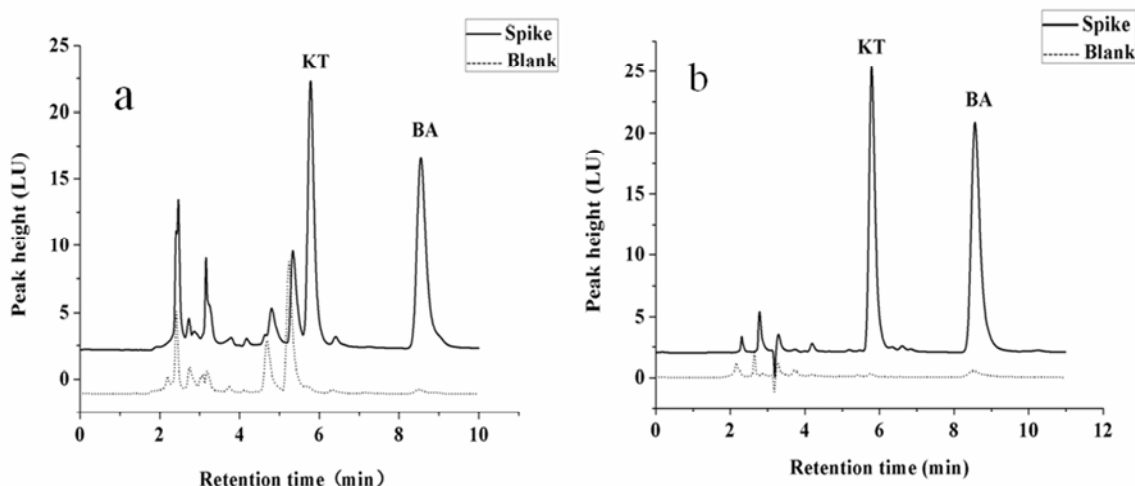 Spike
Blank
25
20
15
10
5
0
a
KT
BA
0 2 4 6 8 10
Peak height (LU)
Retention time (min)
Spike
Blank
25
20
15
10
5
0
b
KT
BA
0 2 4 6 8 10 12
Peak height (LU)
Retention time (min)